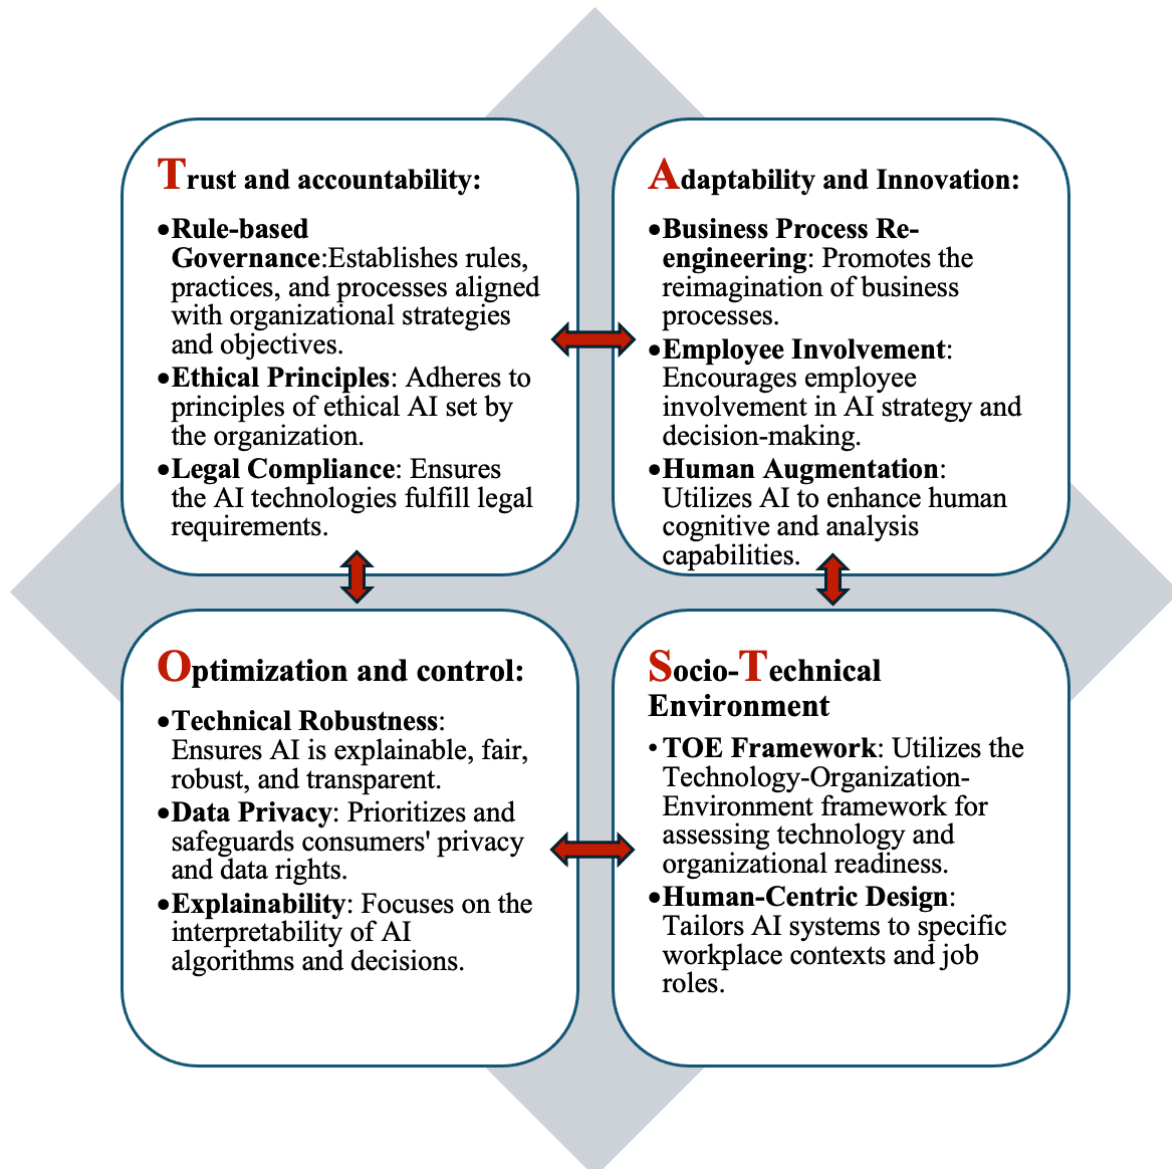 Trust and accountability:
•Rule-based
Governance:Establishes rules,
practices, and processes aligned
with organizational strategies
and objectives.
•Ethical Principles: Adheres to
principles of ethical AI set by
the organization.
•Legal Compliance: Ensures
the AI technologies fulfill legal
requirements.
Adaptability and Innovation:
•Business Process Re-
engineering: Promotes the
reimagination of business
processes.
•Employee Involvement:
Encourages employee
involvement in AI strategy and
decision-making.
•Human Augmentation:
Utilizes AI to enhance human
cognitive and analysis
capabilities.
Optimization and control:
•Technical Robustness:
Ensures AI is explainable, fair,
robust, and transparent.
•Data Privacy: Prioritizes and
safeguards consumers' privacy
and data rights.
•Explainability: Focuses on the
interpretability of AI
algorithms and decisions.
Socio-Technical
Environment
• TOE Framework: Utilizes the
Technology-Organization-
Environment framework for
assessing technology and
organizational readiness.
•Human-Centric Design:
Tailors AI systems to specific
workplace contexts and job
roles.